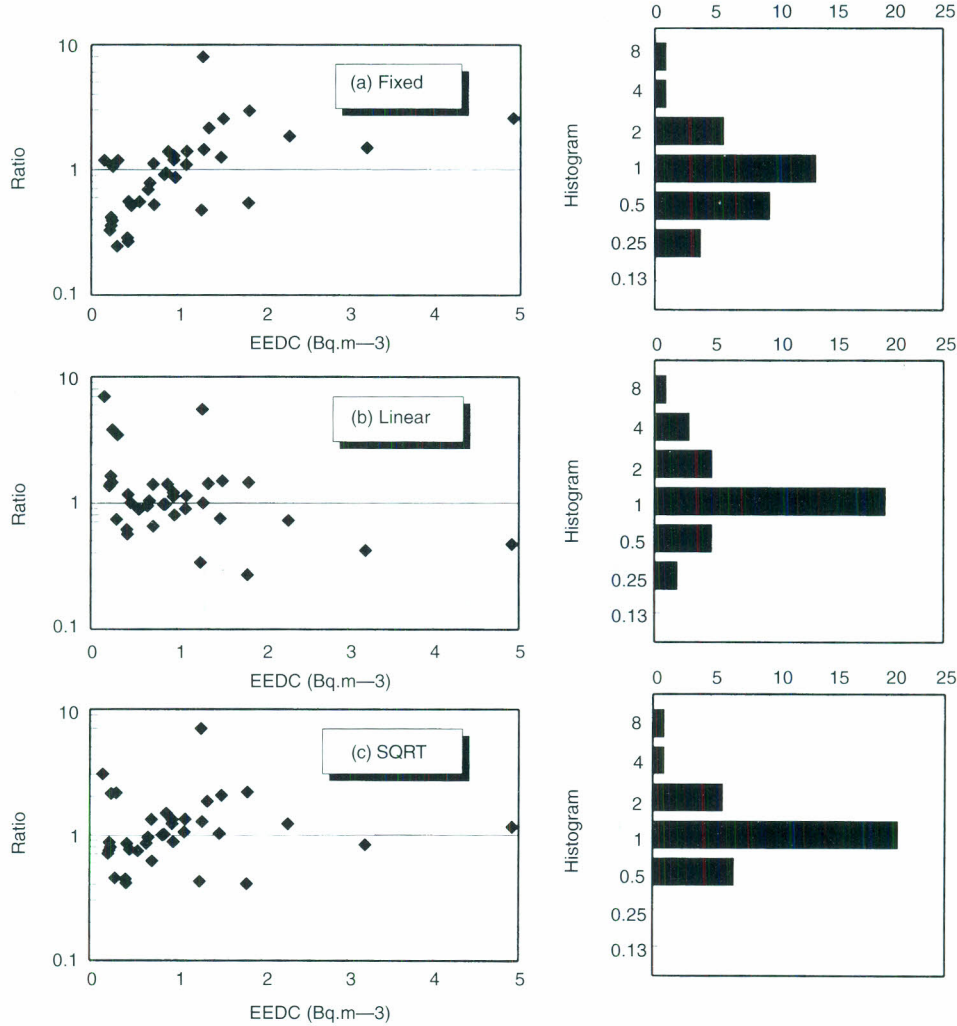 0 5 10 15 20 25
10
1
0.1
Ratio
(a) Fixed
0 1 2 3 4 5
EEDC (Bq.m—3)
Histogram
8
4
2
1
0.5
0.25
0.13
0 5 10 15 20 25
10
1
0.1
Ratio
(b) Linear
0 1 2 3 4 5
EEDC (Bq.m—3)
Histogram
8
4
2
1
0.5
0.25
0.13
0 5 10 15 20 25
10
1
0.1
Ratio
(c) SQRT
0 1 2 3 4 5
EEDC (Bq.m—3)
Histogram
8
4
2
1
0.5
0.25
0.13